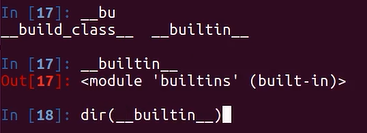 In [17]: __bu
__build_class__  __builtin__
In [17]: __builtin__
Out[17]: <module 'builtins' (built-in)>
In [18]: dir(__builtin__)